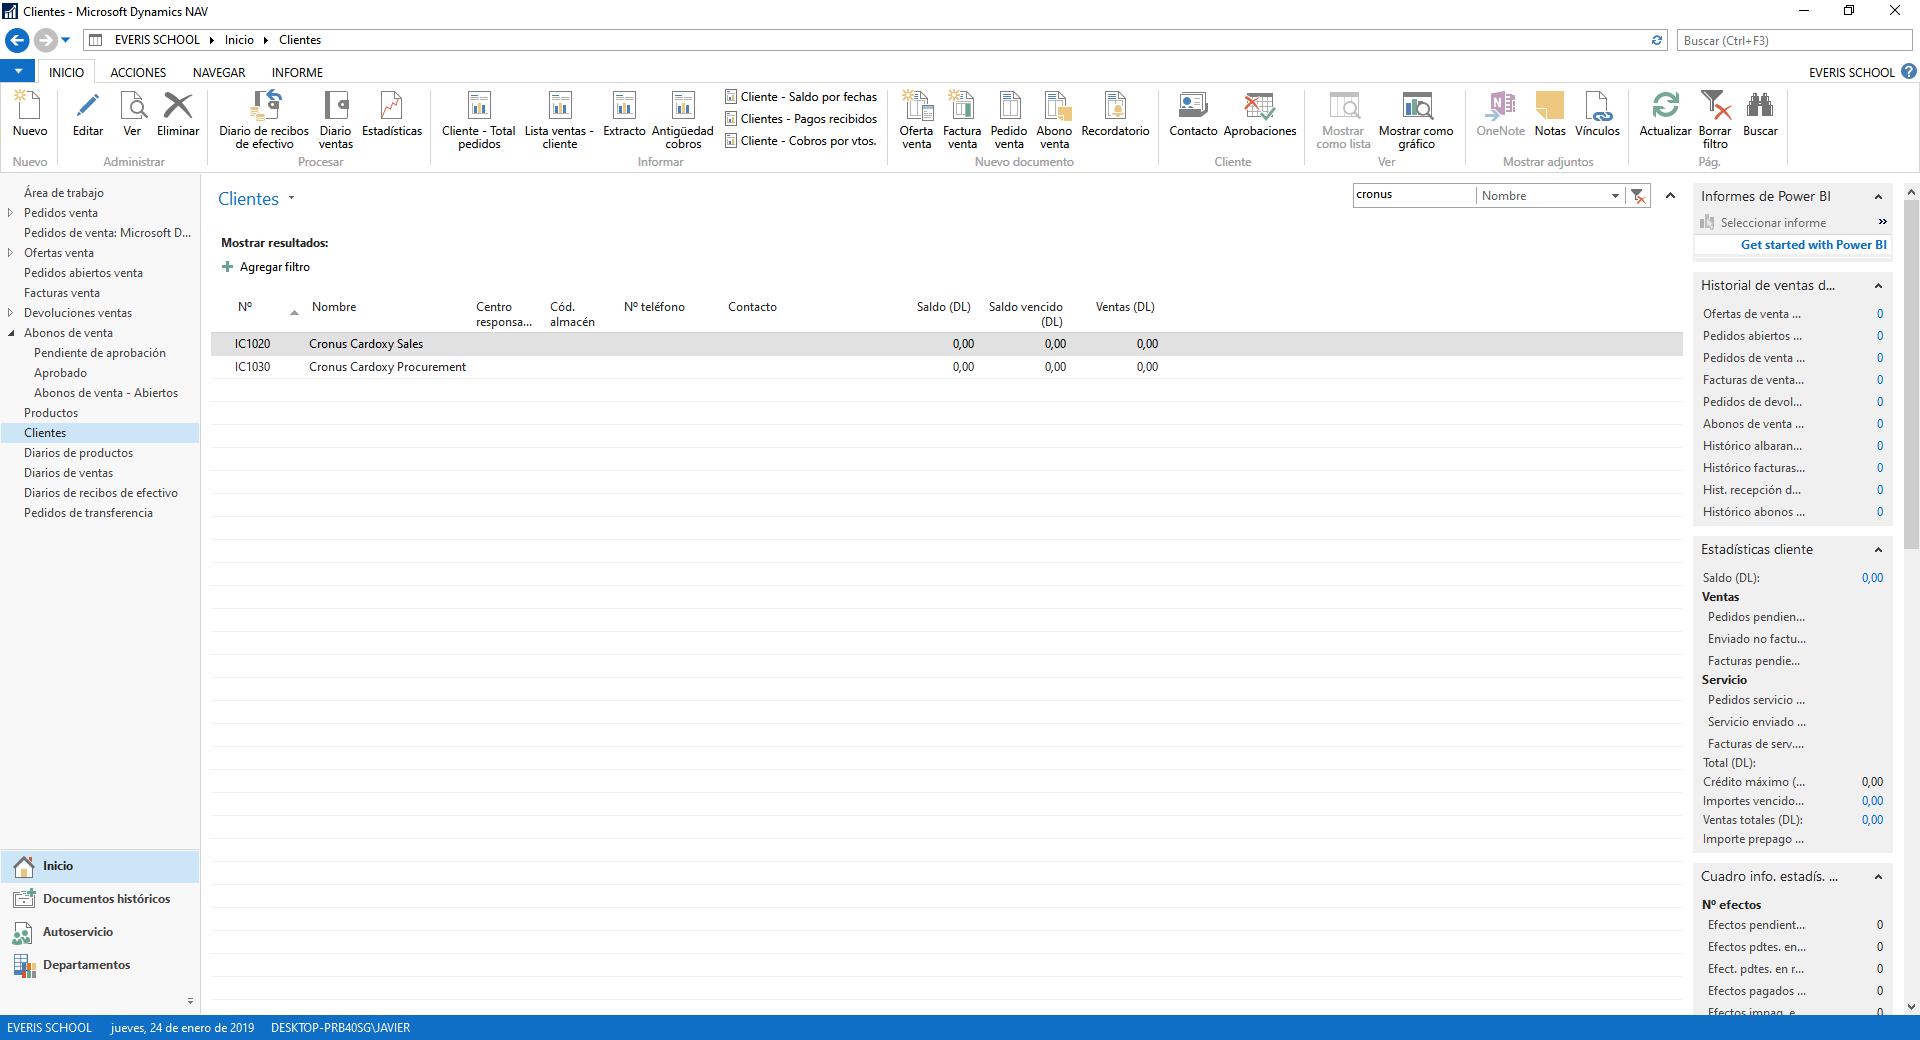 Clientes - Microsoft Dynamics NAV
EVERIS SCHOOL Inicio Clientes
Buscar (Ctrl+F3)
INICIO ACCIONES NAVEGAR INFORME
EVERIS SCHOOL
Nuevo
Nuevo
Editar Ver Eliminar
Administrar
Diario de recibos de efectivo
Diario ventas
Estadísticas
Procesar
Cliente - Total pedidos
Lista ventas - cliente
Extracto
Antigüedad cobros
Cliente - Saldo por fechas
Clientes - Pagos recibidos
Cliente - Cobros por vtos.
Informar
Oferta venta
Factura venta
Pedido venta
Abono venta
Recordatorio
Nuevo documento
Contacto Aprobaciones
Cliente
Mostrar como lista
Mostrar como gráfico
Ver
OneNote Notas Vínculos
Mostrar adjuntos
Actualizar
Borrar filtro
Buscar
Pág.
Área de trabajo
Pedidos venta
Pedidos de venta: Microsoft D...
Ofertas venta
Pedidos abiertos venta
Facturas venta
Devoluciones ventas
Abonos de venta
Pendiente de aprobación
Aprobado
Abonos de venta - Abiertos
Productos
Clientes
Diarios de productos
Diarios de ventas
Diarios de recibos de efectivo
Pedidos de transferencia
Inicio
Documentos históricos
Autoservicio
Departamentos
Clientes
cronus Nombre
Mostrar resultados:
Agregar filtro
Nº Nombre Centro responsa... Cód. almacén Nº teléfono Contacto Saldo (DL) Saldo vencido (DL) Ventas (DL)
IC1020 Cronus Cardoxy Sales 0,00 0,00 0,00
IC1030 Cronus Cardoxy Procurement 0,00 0,00 0,00
Informes de Power BI
Seleccionar informe
Get started with Power BI
Historial de ventas d...
Ofertas de venta ... 0
Pedidos abiertos ... 0
Pedidos de venta ... 0
Facturas de venta... 0
Pedidos de devol... 0
Abonos de venta ... 0
Histórico albaran... 0
Histórico facturas... 0
Hist. recepción d... 0
Histórico abonos ... 0
Estadísticas cliente
Saldo (DL): 0,00
Ventas
Pedidos pendien...
Enviado no factu...
Facturas pendie...
Servicio
Pedidos servicio ...
Servicio enviado ...
Facturas de serv....
Total (DL):
Crédito máximo (... 0,00
Importes vencido... 0,00
Ventas totales (DL): 0,00
Importe prepago ...
Cuadro info. estadís. ...
Nº efectos
Efectos pendient... 0
Efectos pdtes. en... 0
Efect. pdtes. en r... 0
Efectos pagados ... 0
EVERIS SCHOOL jueves, 24 de enero de 2019 DESKTOP-PRB40SG\JAVIER